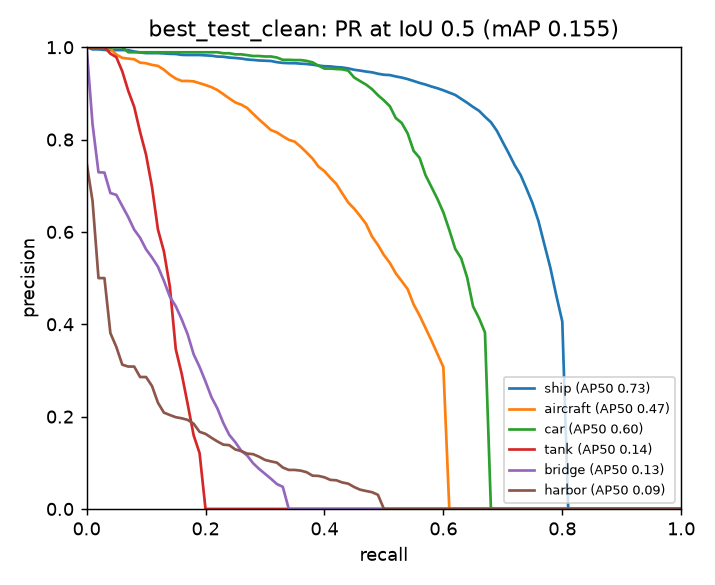 best_test_clean: PR at IoU 0.5 (mAP 0.155)
precision
1.0
0.8
0.6
0.4
0.2
0.0
ship (AP50 0.73)
aircraft (AP50 0.47)
car (AP50 0.60)
tank (AP50 0.14)
bridge (AP50 0.13)
harbor (AP50 0.09)
0.0 0.2 0.4 0.6 0.8 1.0
recall